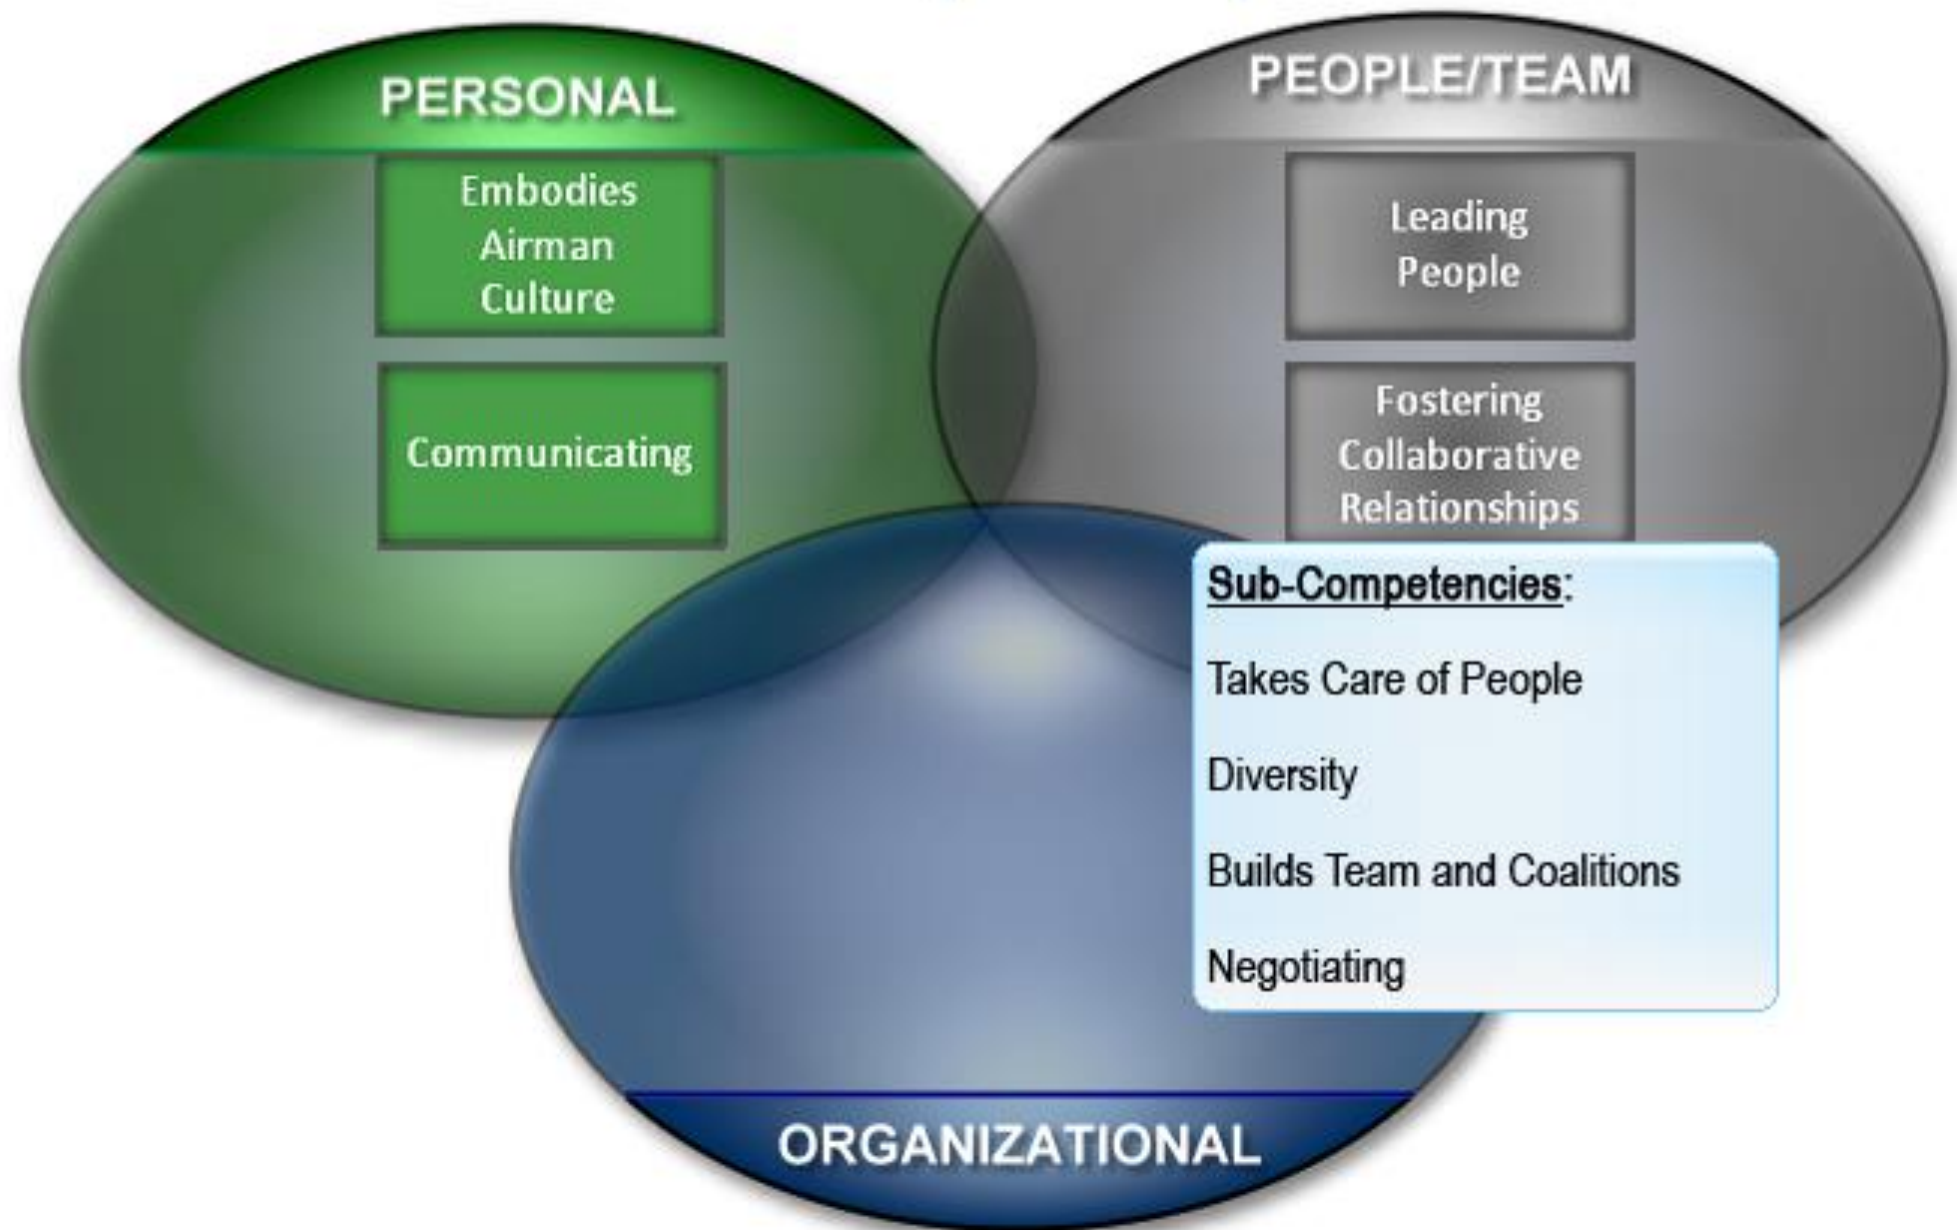 PERSONAL
Embodies
Airman
Culture
Communicating
PEOPLE/TEAM
Leading
People
Fostering
Collaborative
Relationships
Sub-Competencies:
Takes Care of People
Diversity
Builds Team and Coalitions
Negotiating
ORGANIZATIONAL